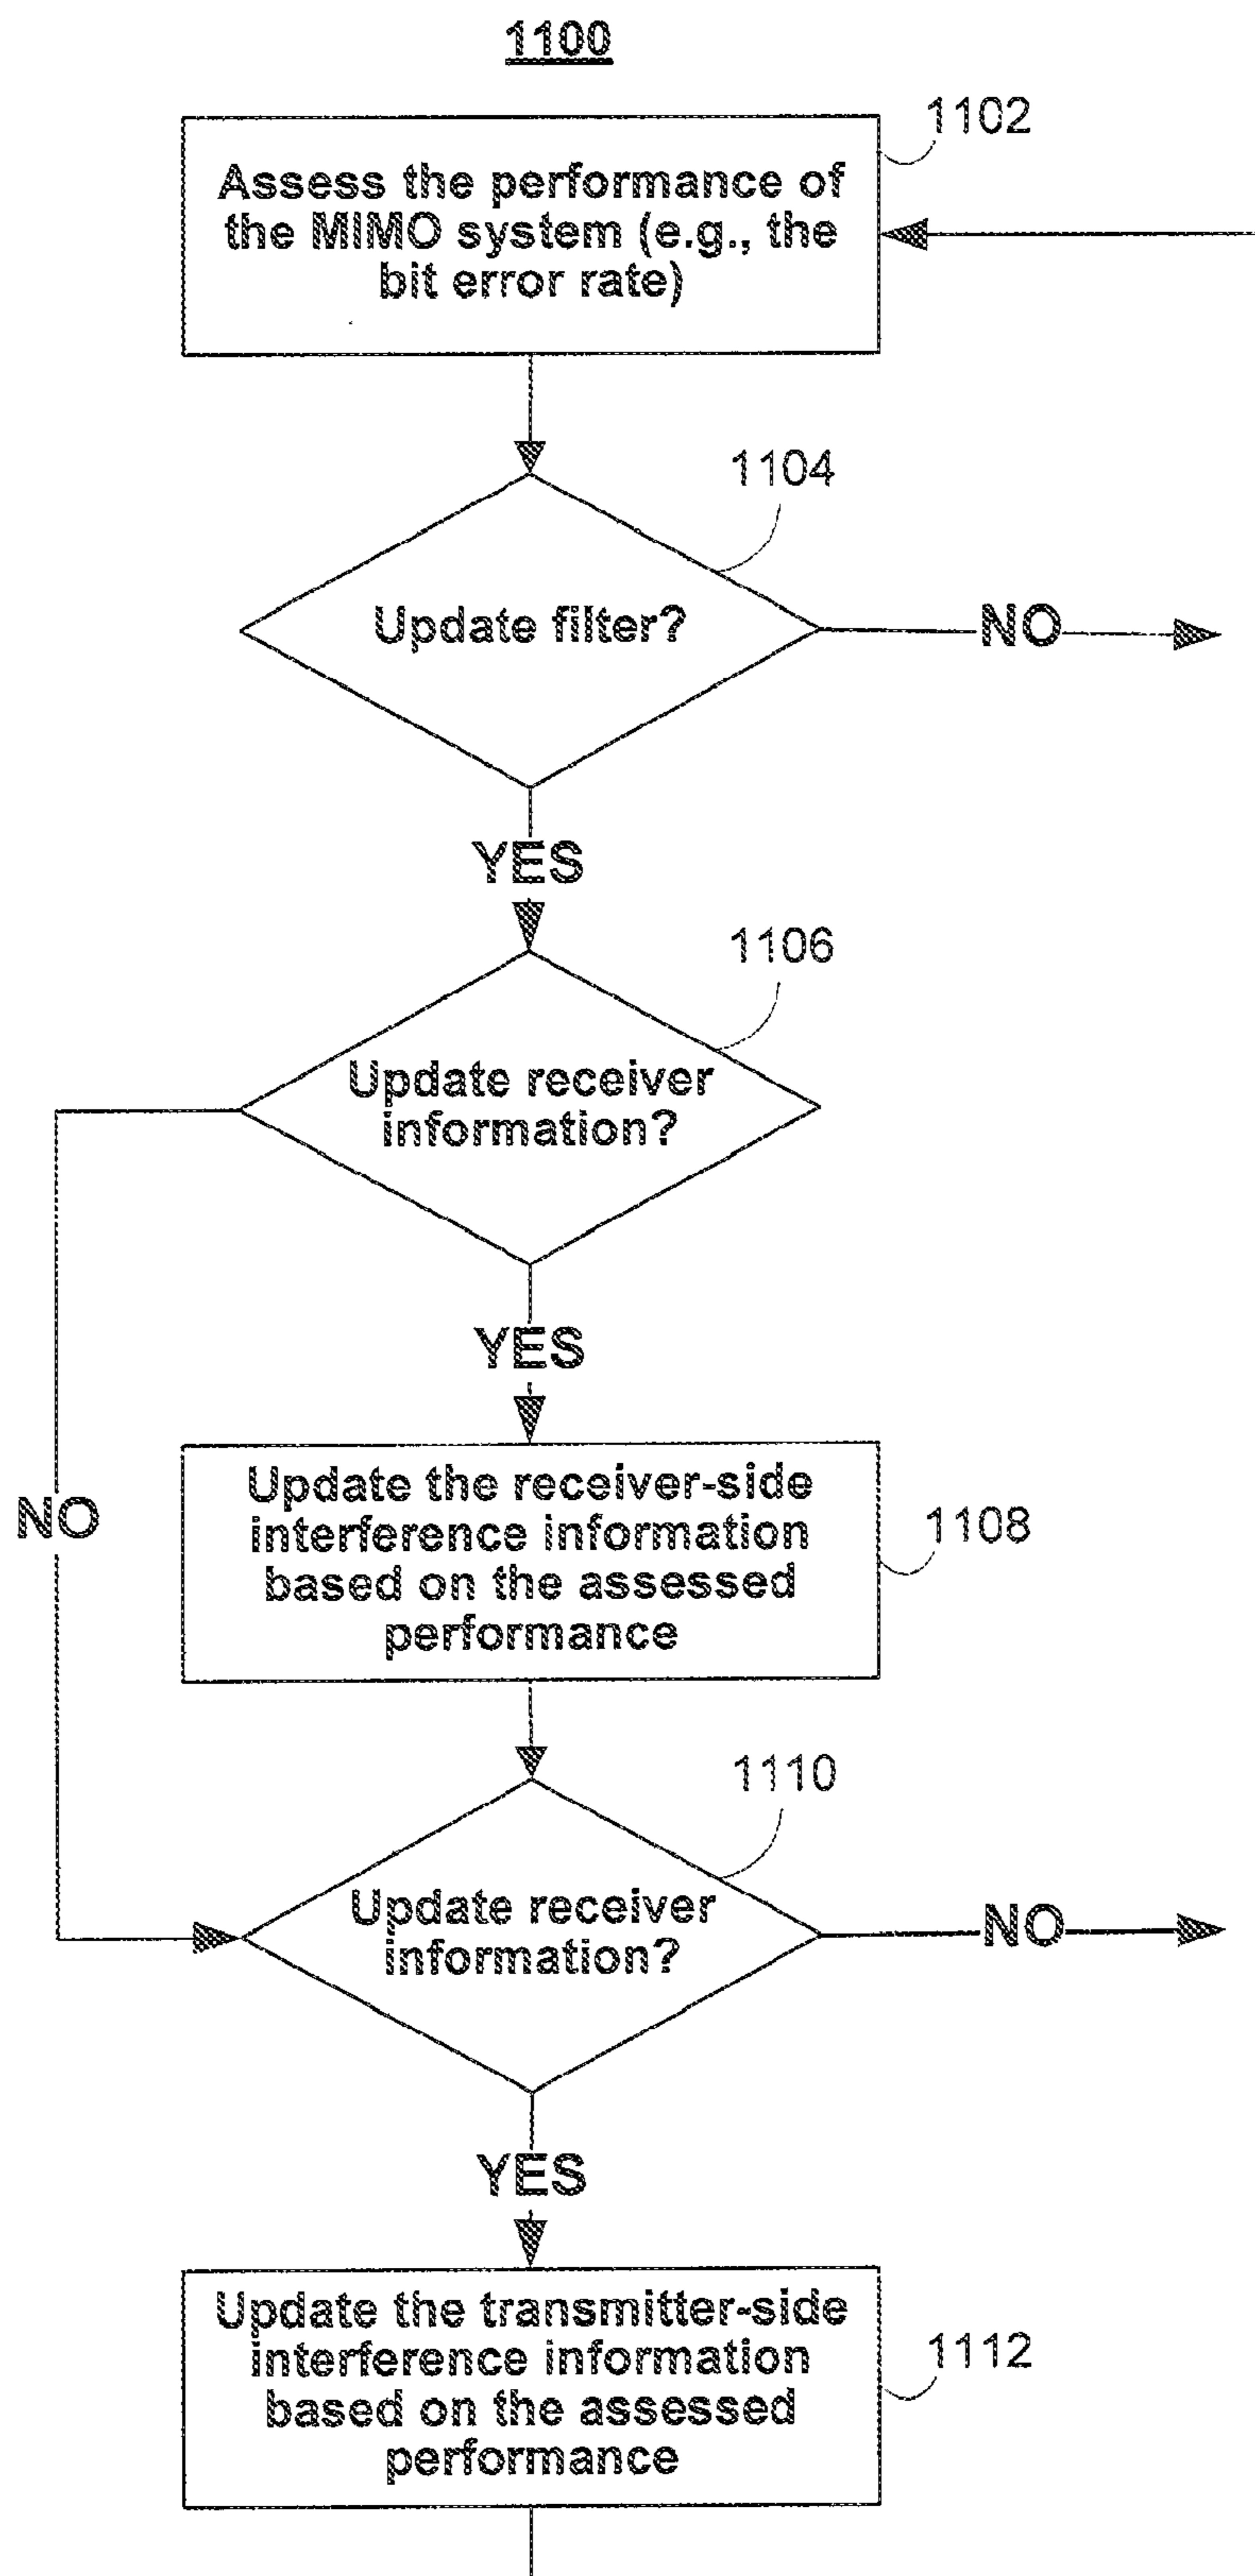 1100
1102
Assess the performance of
the MIMO system (e.g., the
bit error rate)
1104
Update filter?
NO
YES
1106
Update receiver
information?
YES
NO
Update the receiver-side
interference information
based on the assessed
performance
1108
1110
Update receiver
information?
NO
YES
Update the transmitter-side
interference information
based on the assessed
performance
1112